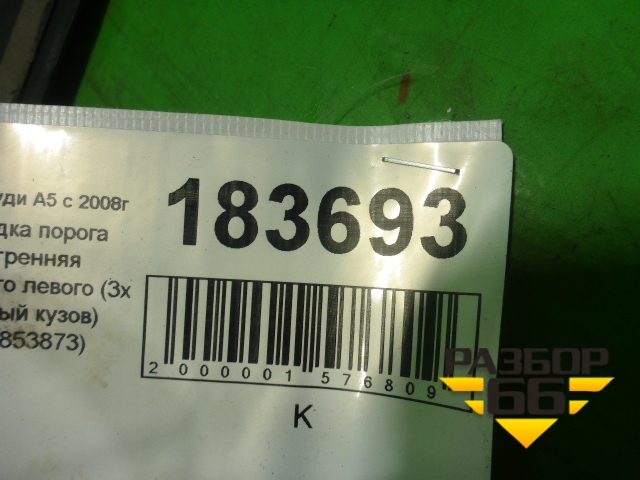 уди А5 с 2008г
дка порога
тренняя
го левого (3х
ый кузов)
853873)
183693
2 000001 576809
К
РАЗБОР
66